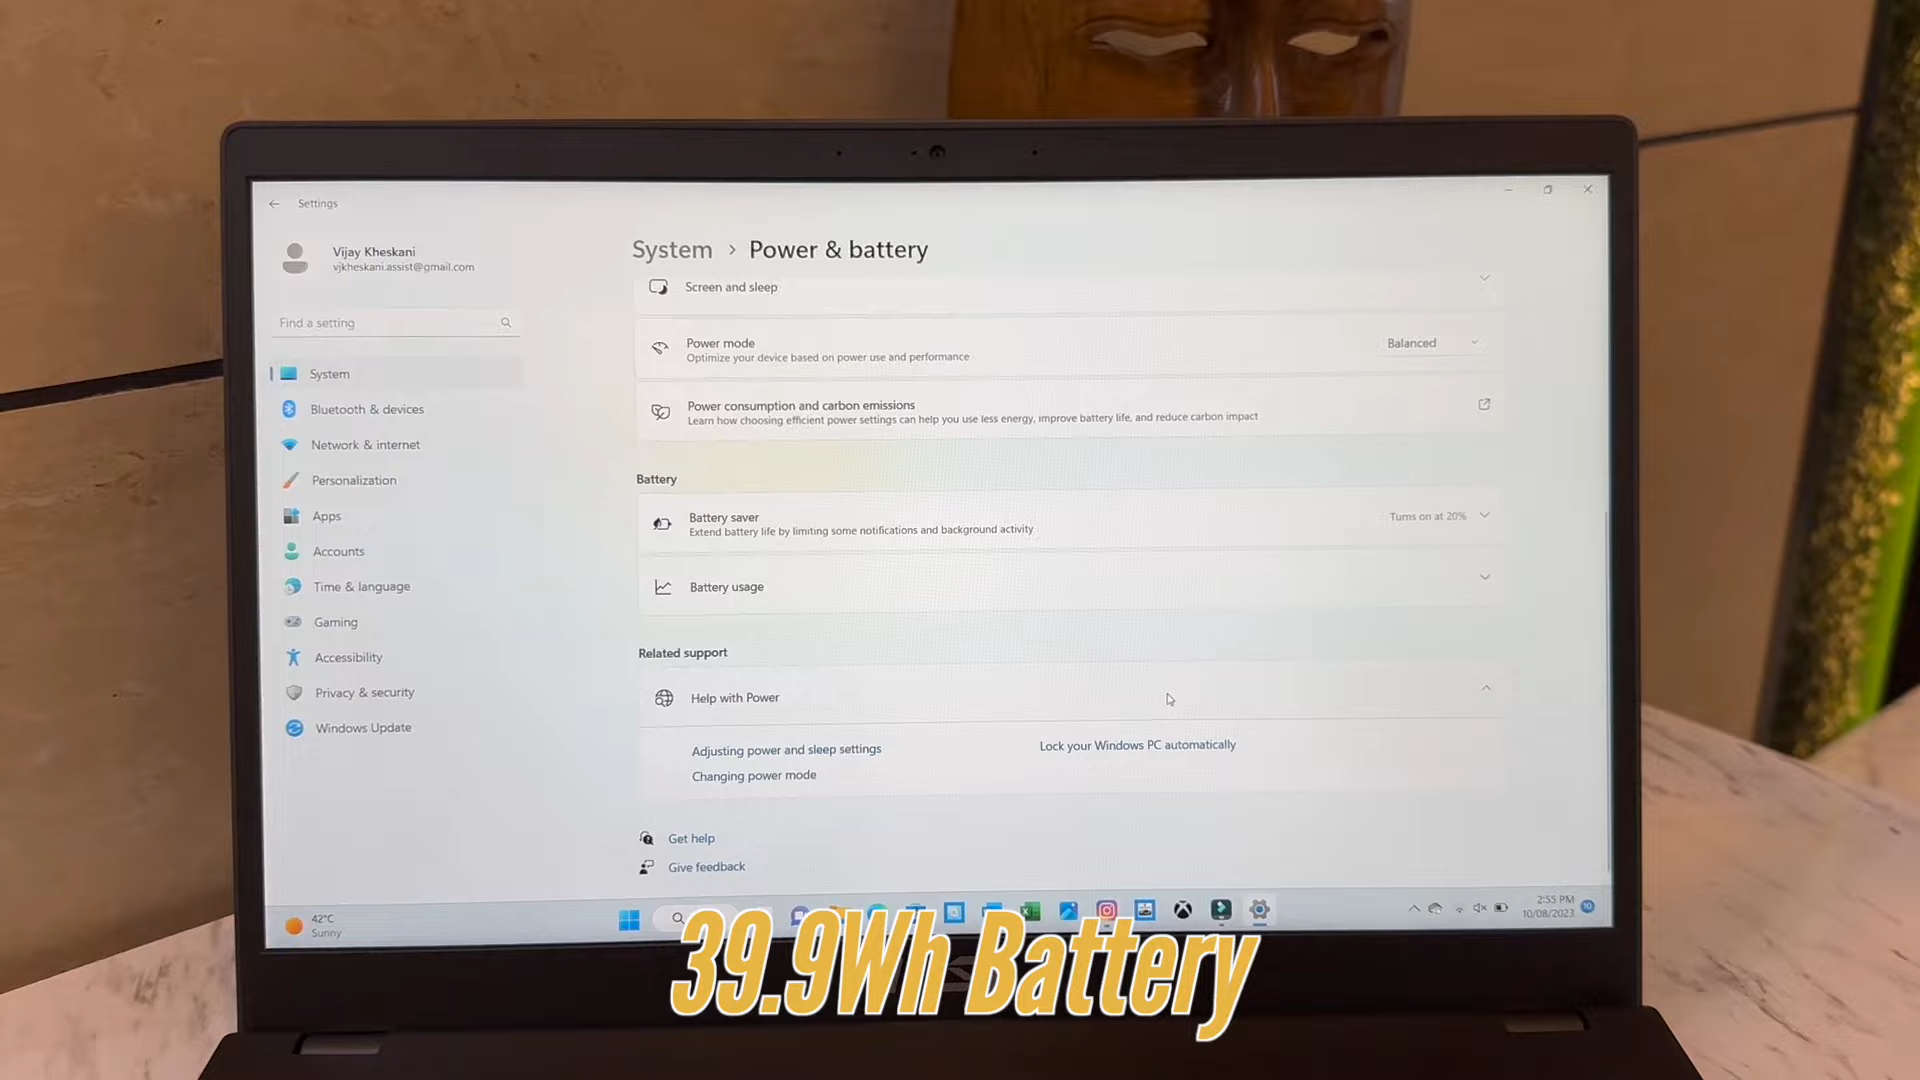 Settings
Vijay Kheskani
vjkheskani.assist@gmail.com
Find a setting
System
Bluetooth & devices
Network & internet
Personalization
Apps
Accounts
Time & language
Gaming
Accessibility
Privacy & security
Windows Update
System > Power & battery
Screen and sleep
Power mode
Optimize your device based on power use and performance
Balanced
Power consumption and carbon emissions
Learn how choosing efficient power settings can help you use less energy, improve battery life, and reduce carbon impact
Battery
Battery saver
Extend battery life by limiting some notifications and background activity
Turns on at 20%
Battery usage
Related support
Help with Power
Adjusting power and sleep settings
Lock your Windows PC automatically
Changing power mode
Get help
Give feedback
42°C
Sunny
2:55 PM
10/08/2023
10
39.9Wh Battery